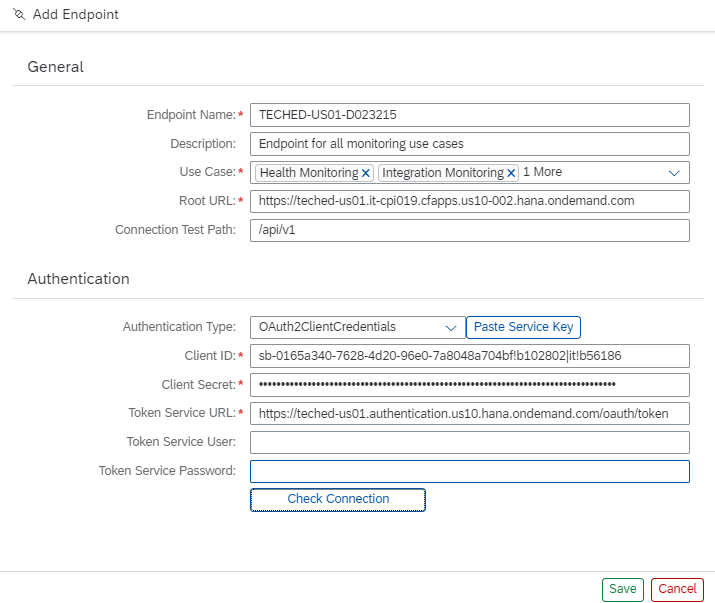 Add Endpoint
General
Endpoint Name:* TECHED-US01-D023215
Description: Endpoint for all monitoring use cases
Use Case:* Health Monitoring Integration Monitoring 1 More
Root URL:* https://teched-us01.it-cpi019.cfapps.us10-002.hana.ondemand.com
Connection Test Path: /api/v1
Authentication
Authentication Type: OAuth2ClientCredentials Paste Service Key
Client ID:* sb-0165a340-7628-4d20-96e0-7a8048a704bf!b102802|it!b56186
Client Secret:*
Token Service URL:* https://teched-us01.authentication.us10.hana.ondemand.com/oauth/token
Token Service User:
Token Service Password:
Check Connection
Save Cancel